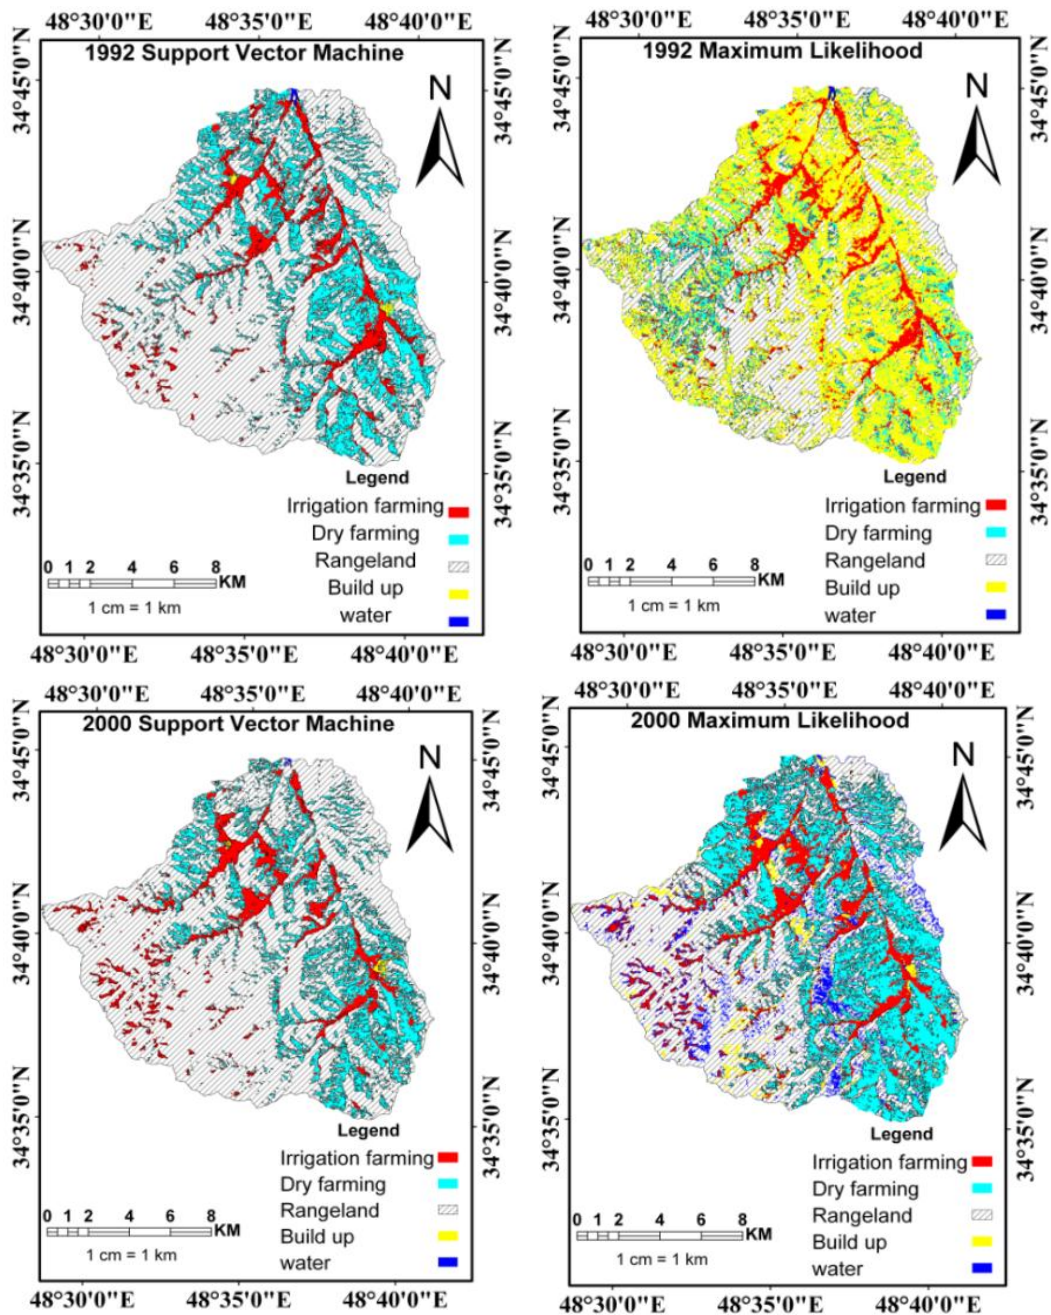 48°30'0"E 48°35'0"E 48°40'0"E
1992 Support Vector Machine
34°45'0"N
34°40'0"N
34°35'0"N
N
34°45'0"N
34°40'0"N
34°35'0"N
Legend
Irrigation farming
Dry farming
Rangeland
Build up
water
0 1 2 4 6 8 KM
1 cm = 1 km
48°30'0"E 48°35'0"E 48°40'0"E
48°30'0"E 48°35'0"E 48°40'0"E
1992 Maximum Likelihood
34°45'0"N
34°40'0"N
34°35'0"N
N
34°45'0"N
34°40'0"N
34°35'0"N
Legend
Irrigation farming
Dry farming
Rangeland
Build up
water
0 1 2 4 6 8 KM
1 cm = 1 km
48°30'0"E 48°35'0"E 48°40'0"E
48°30'0"E 48°35'0"E 48°40'0"E
2000 Support Vector Machine
34°45'0"N
34°40'0"N
34°35'0"N
N
34°45'0"N
34°40'0"N
34°35'0"N
Legend
Irrigation farming
Dry farming
Rangeland
Build up
water
0 1 2 4 6 8 KM
1 cm = 1 km
48°30'0"E 48°35'0"E 48°40'0"E
48°30'0"E 48°35'0"E 48°40'0"E
2000 Maximum Likelihood
34°45'0"N
34°40'0"N
34°35'0"N
N
34°45'0"N
34°40'0"N
34°35'0"N
Legend
Irrigation farming
Dry farming
Rangeland
Build up
water
0 1 2 4 6 8 KM
1 cm = 1 km
48°30'0"E 48°35'0"E 48°40'0"E